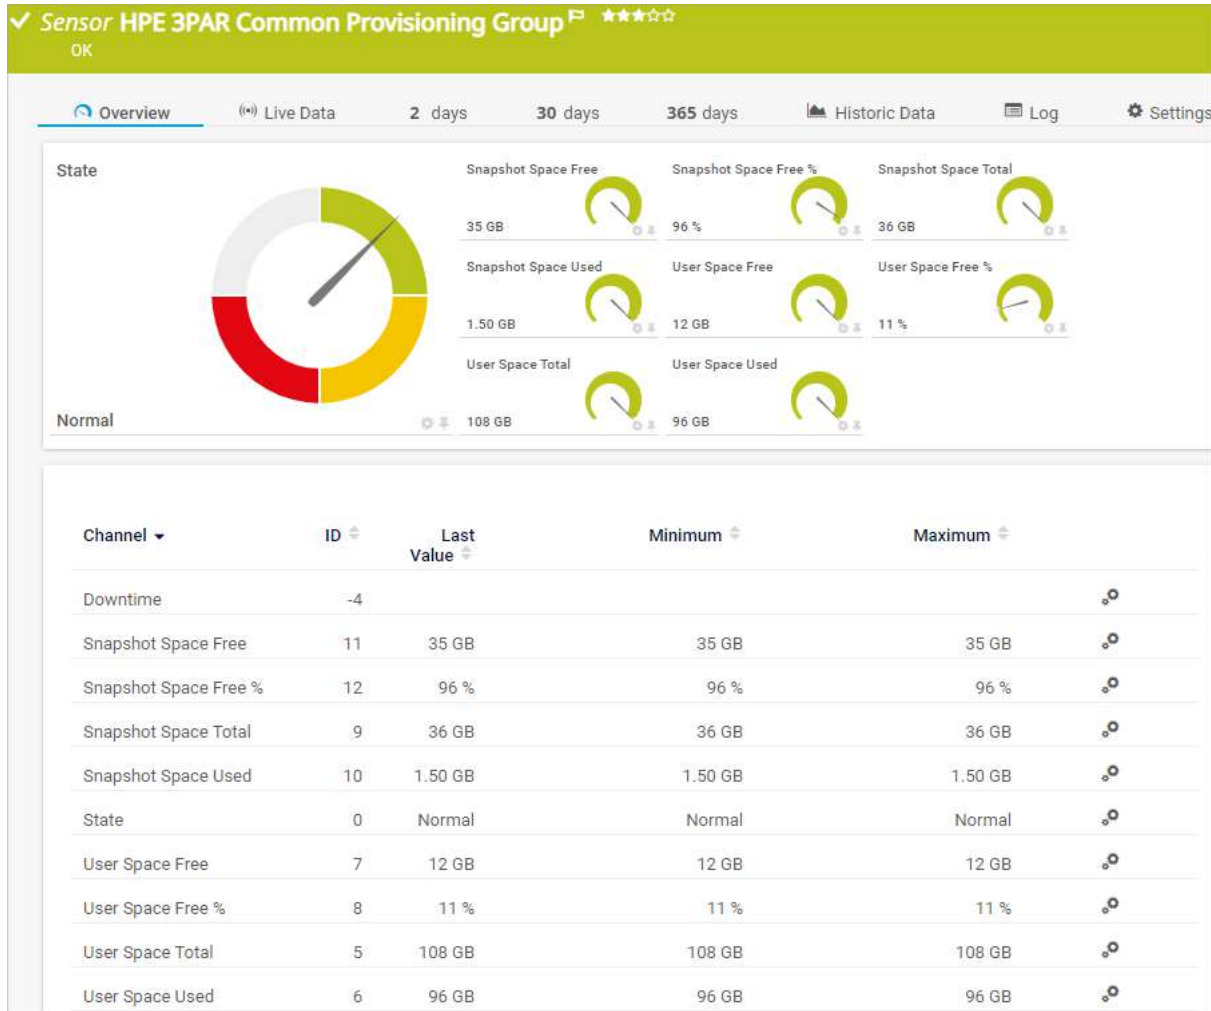 Sensor HPE 3PAR Common Provisioning Group
OK
Overview Live Data 2 days 30 days 365 days Historic Data Log Settings
State
Normal
Snapshot Space Free
35 GB
Snapshot Space Free %
96 %
Snapshot Space Total
36 GB
Snapshot Space Used
1.50 GB
User Space Free
12 GB
User Space Free %
11 %
User Space Total
108 GB
User Space Used
96 GB
Channel ID Last Value Minimum Maximum
Downtime -4
Snapshot Space Free 11 35 GB 35 GB 35 GB
Snapshot Space Free % 12 96 % 96 % 96 %
Snapshot Space Total 9 36 GB 36 GB 36 GB
Snapshot Space Used 10 1.50 GB 1.50 GB 1.50 GB
State 0 Normal Normal Normal
User Space Free 7 12 GB 12 GB 12 GB
User Space Free % 8 11 % 11 % 11 %
User Space Total 5 108 GB 108 GB 108 GB
User Space Used 6 96 GB 96 GB 96 GB